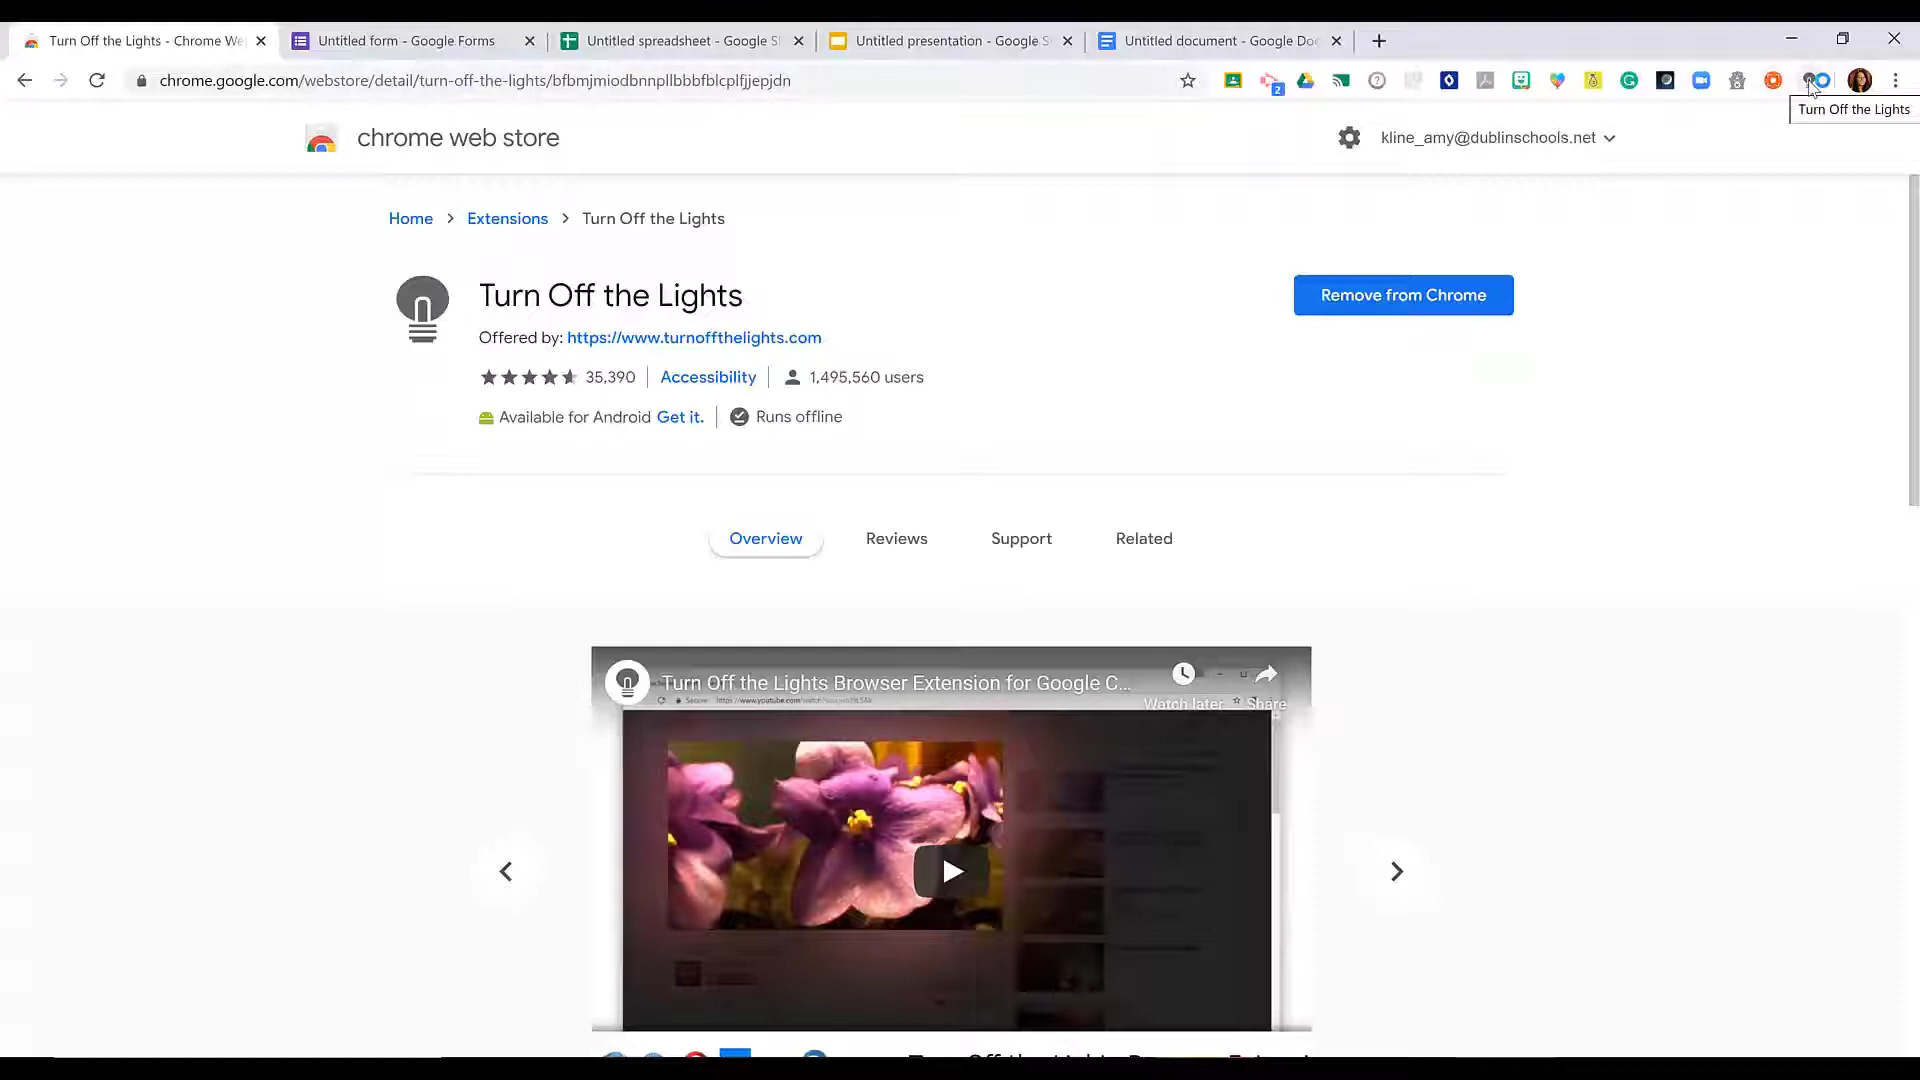 Turn Off the Lights - Chrome We
Untitled form - Google Forms
Untitled spreadsheet - Google S
Untitled presentation - Google S
Untitled document - Google Doc
chrome.google.com/webstore/detail/turn-off-the-lights/bfbmjmiodbnnpllbbbfblcplfjjepjdn
2
Turn Off the Lights
chrome web store
kline_amy@dublinschools.net
Home > Extensions > Turn Off the Lights
Turn Off the Lights
Remove from Chrome
Offered by: https://www.turnoffthelights.com
35,390 Accessibility 1,495,560 users
Available for Android Get it. Runs offline
Overview Reviews Support Related
Turn Off the Lights Browser Extension for Google C...
Watch later Share